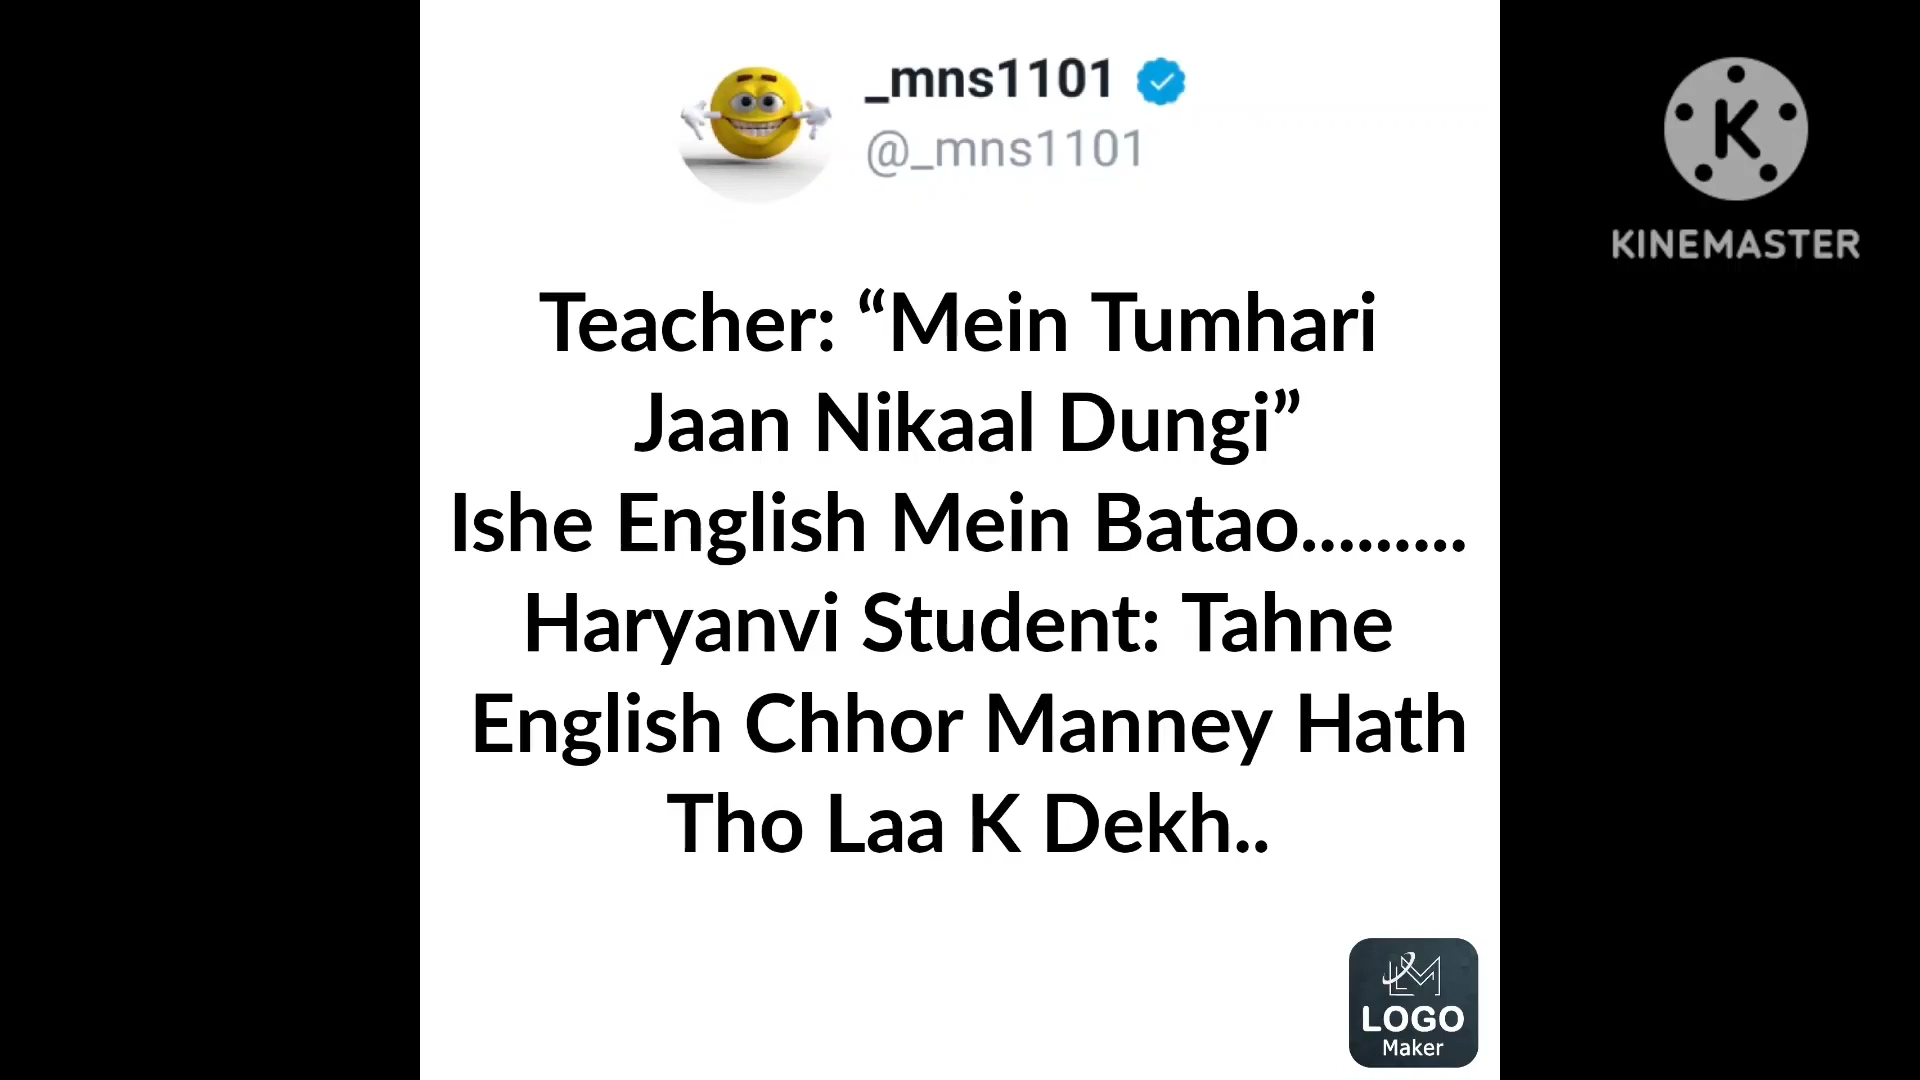 _mns1101
@_mns1101
K
KINEMASTER
Teacher: “Mein Tumhari
Jaan Nikaal Dungi”
Ishe English Mein Batao.........
Haryanvi Student: Tahne
English Chhor Manney Hath
Tho Laa K Dekh..
LM
LOGO
Maker